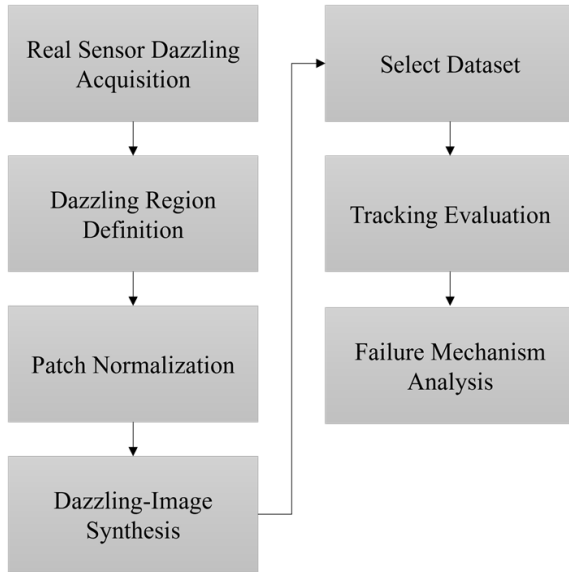 Real Sensor Dazzling
Acquisition
Dazzling Region
Definition
Patch Normalization
Dazzling-Image
Synthesis
Select Dataset
Tracking Evaluation
Failure Mechanism
Analysis